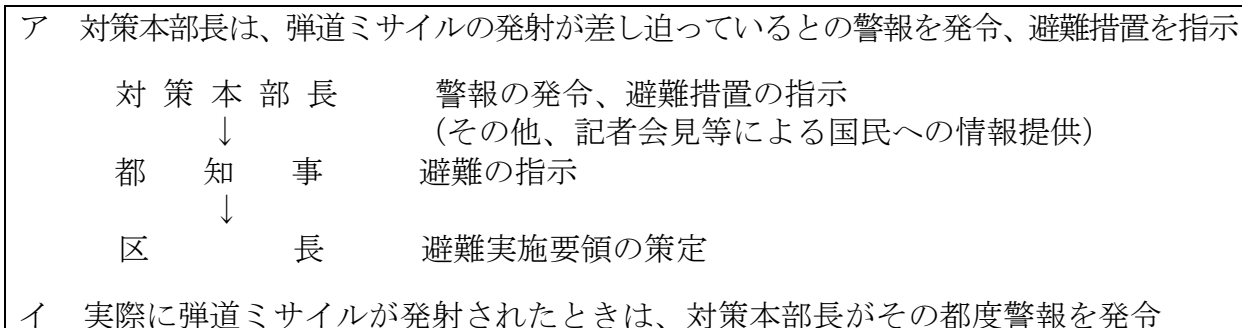 ア 対策本部長は、弾道ミサイルの発射が差し迫っているとの警報を発令、避難措置を指示
対策本部長 警報の発令、避難措置の指示
↓ (その他、記者会見等による国民への情報提供)
都知事 避難の指示
↓
区長 避難実施要領の策定
イ 実際に弾道ミサイルが発射されたときは、対策本部長がその都度警報を発令